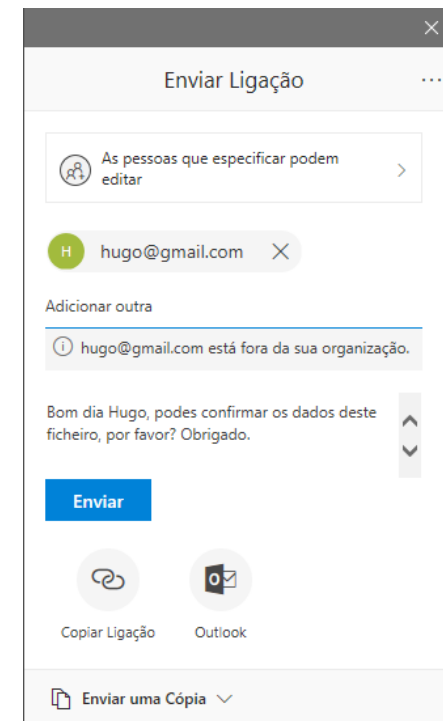 Enviar Ligação
As pessoas que especificar podem
editar
H hugo@gmail.com
Adicionar outra
hugo@gmail.com está fora da sua organização.
Bom dia Hugo, podes confirmar os dados deste
ficheiro, por favor? Obrigado.
Enviar
Copiar Ligação Outlook
Enviar uma Cópia